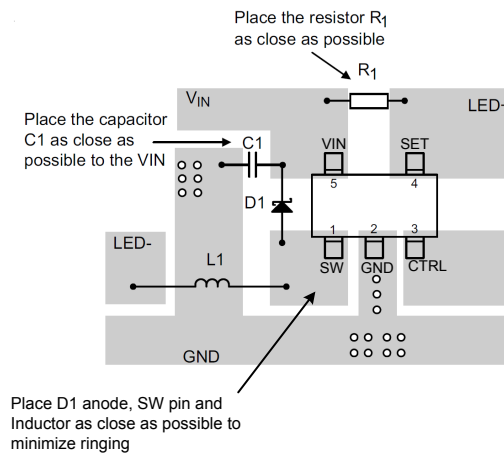 Place the resistor R1
as close as possible
R1
VIN
LED-
Place the capacitor
C1 as close as
possible to the VIN
C1
VIN
SET
5
4
D1
1
2
3
LED-
L1
SW
GND
CTRL
GND
Place D1 anode, SW pin and
Inductor as close as possible to
minimize ringing